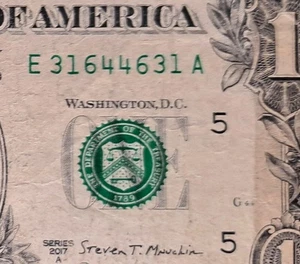 OF AMERICA
E 31644631 A
WASHINGTON, D.C.
5
THE DEPARTMENT OF THE TREASURY
1789
SERIES
2017
A
Steven T. Mnuchin
5